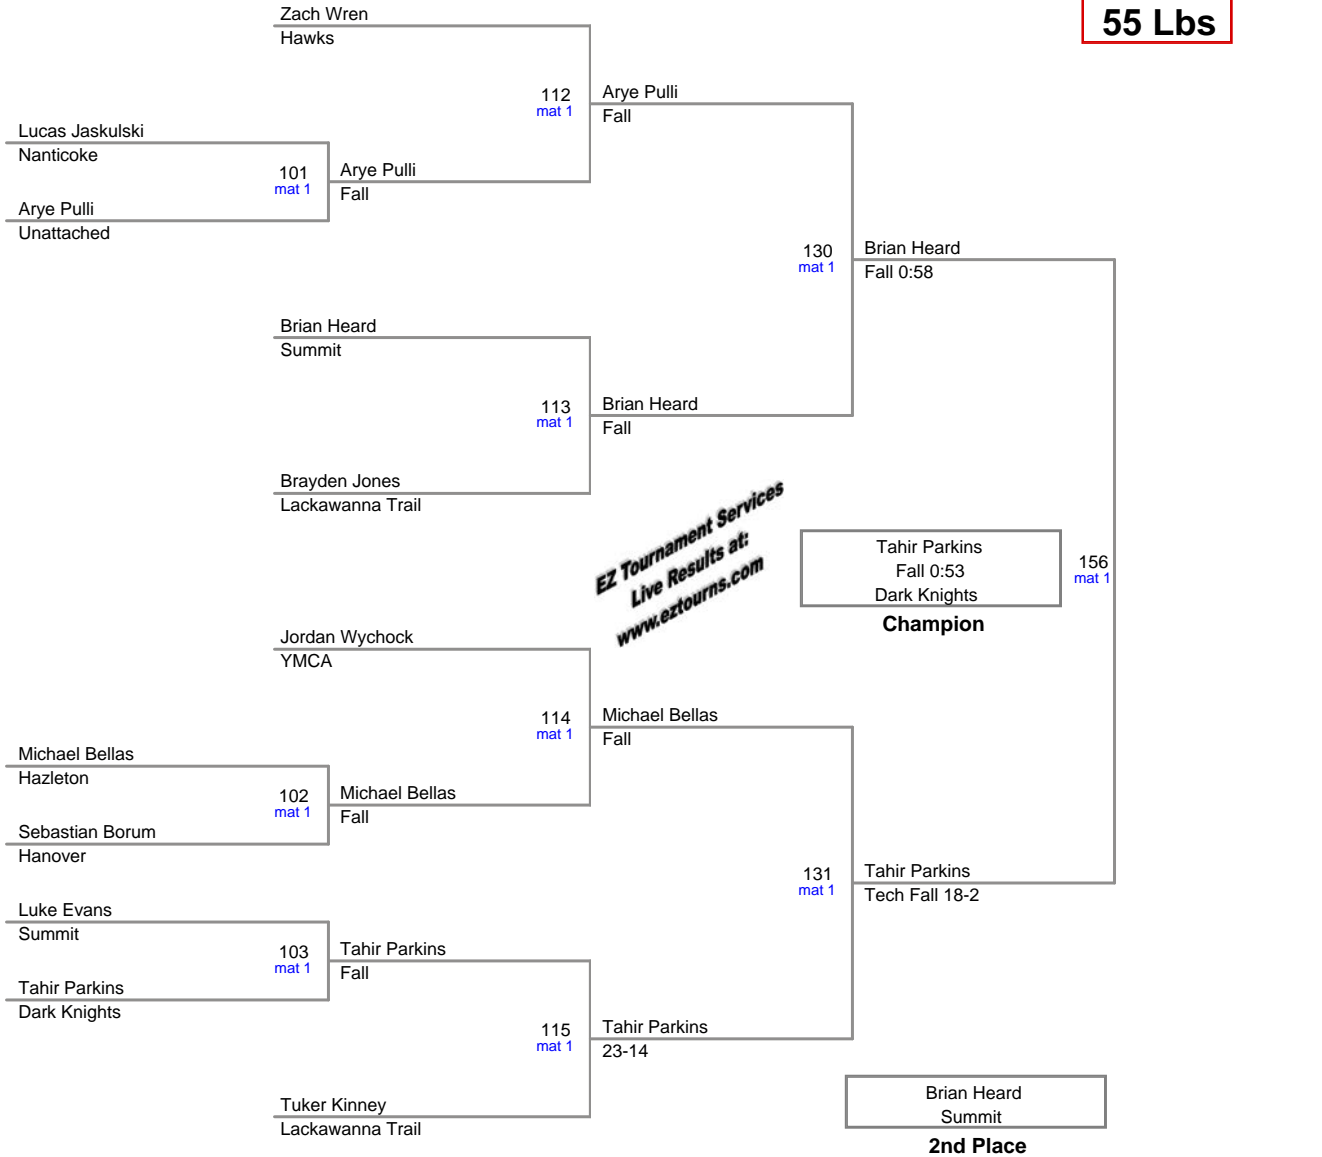 55 Lbs
Zach Wren
Hawks
112
mat 1
Arye Pulli
Fall
Lucas Jaskulski
Nanticoke
101
mat 1
Arye Pulli
Fall
Arye Pulli
Unattached
130
mat 1
Brian Heard
Fall 0:58
Brian Heard
Summit
113
mat 1
Brian Heard
Fall
Brayden Jones
Lackawanna Trail
EZ Tournament Services
Live Results at:
www.eztourns.com
Tahir Parkins
Fall 0:53
Dark Knights
Champion
156
mat 1
Jordan Wychock
YMCA
114
mat 1
Michael Bellas
Fall
Michael Bellas
Hazleton
102
mat 1
Michael Bellas
Fall
Sebastian Borum
Hanover
131
mat 1
Tahir Parkins
Tech Fall 18-2
Luke Evans
Summit
103
mat 1
Tahir Parkins
Fall
Tahir Parkins
Dark Knights
115
mat 1
Tahir Parkins
23-14
Tuker Kinney
Lackawanna Trail
Brian Heard
Summit
2nd Place